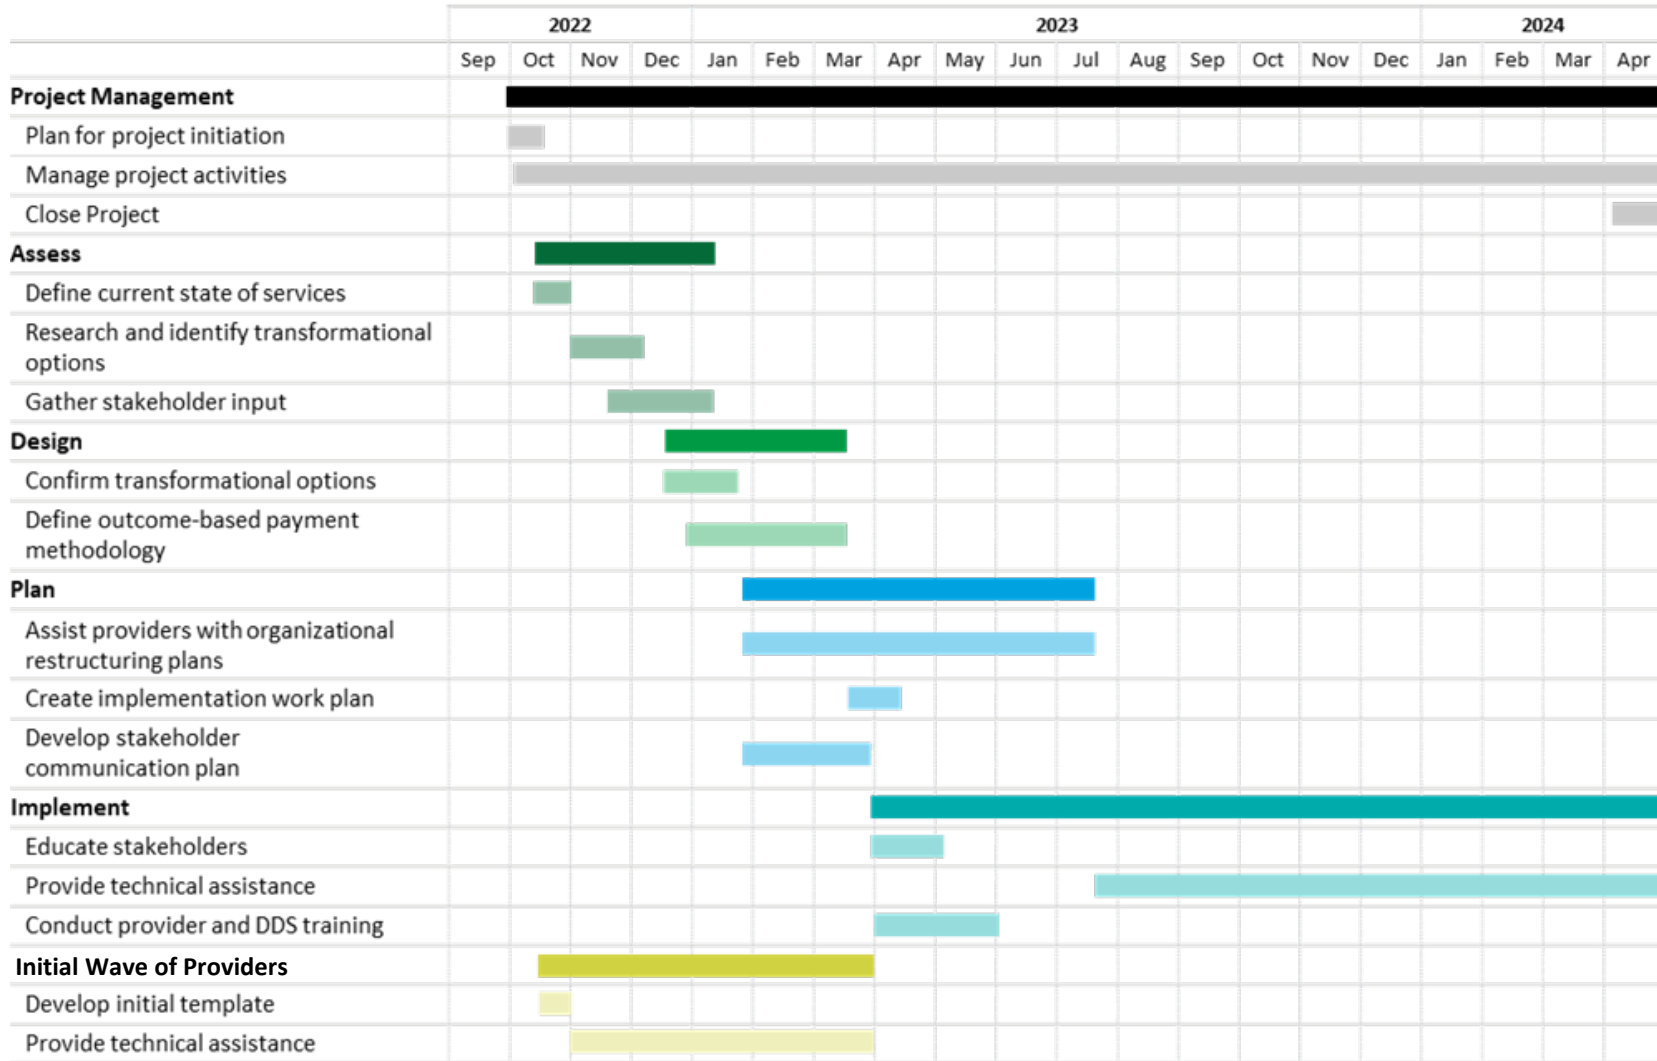 2022 2023 2024
Sep Oct Nov Dec Jan Feb Mar Apr May Jun Jul Aug Sep Oct Nov Dec Jan Feb Mar Apr
Project Management
Plan for project initiation
Manage project activities
Close Project
Assess
Define current state of services
Research and identify transformational
options
Gather stakeholder input
Design
Confirm transformational options
Define outcome-based payment
methodology
Plan
Assist providers with organizational
restructuring plans
Create implementation work plan
Develop stakeholder
communication plan
Implement
Educate stakeholders
Provide technical assistance
Conduct provider and DDS training
Initial Wave of Providers
Develop initial template
Provide technical assistance